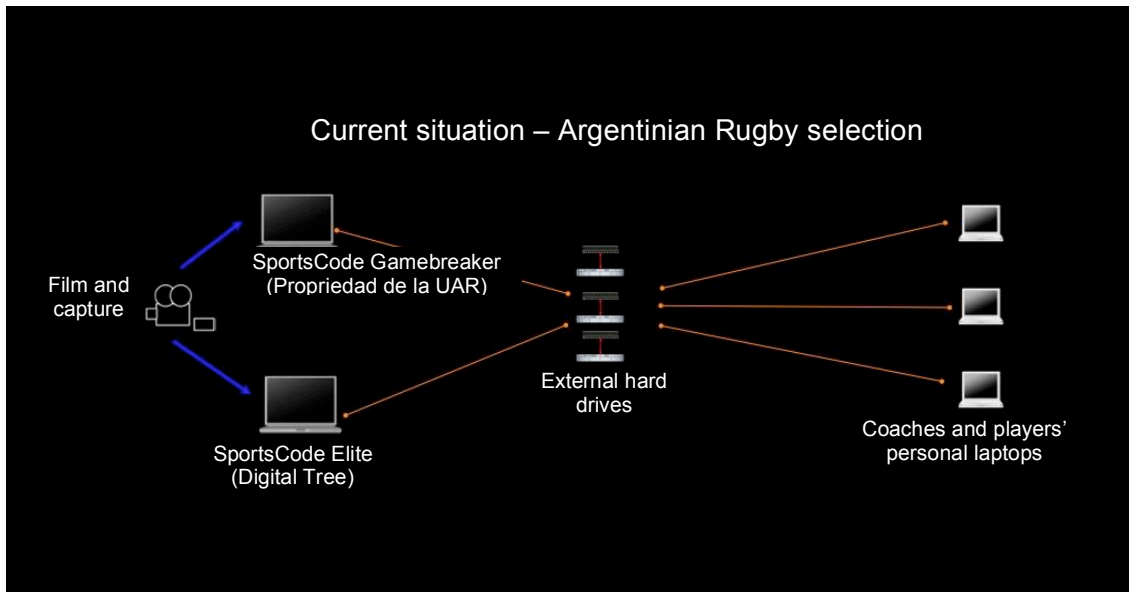 Current situation – Argentinian Rugby selection
SportsCode Gamebreaker
(Propriedad de la UAR)
Film and
capture
External hard
drives
SportsCode Elite
(Digital Tree)
Coaches and players’
personal laptops